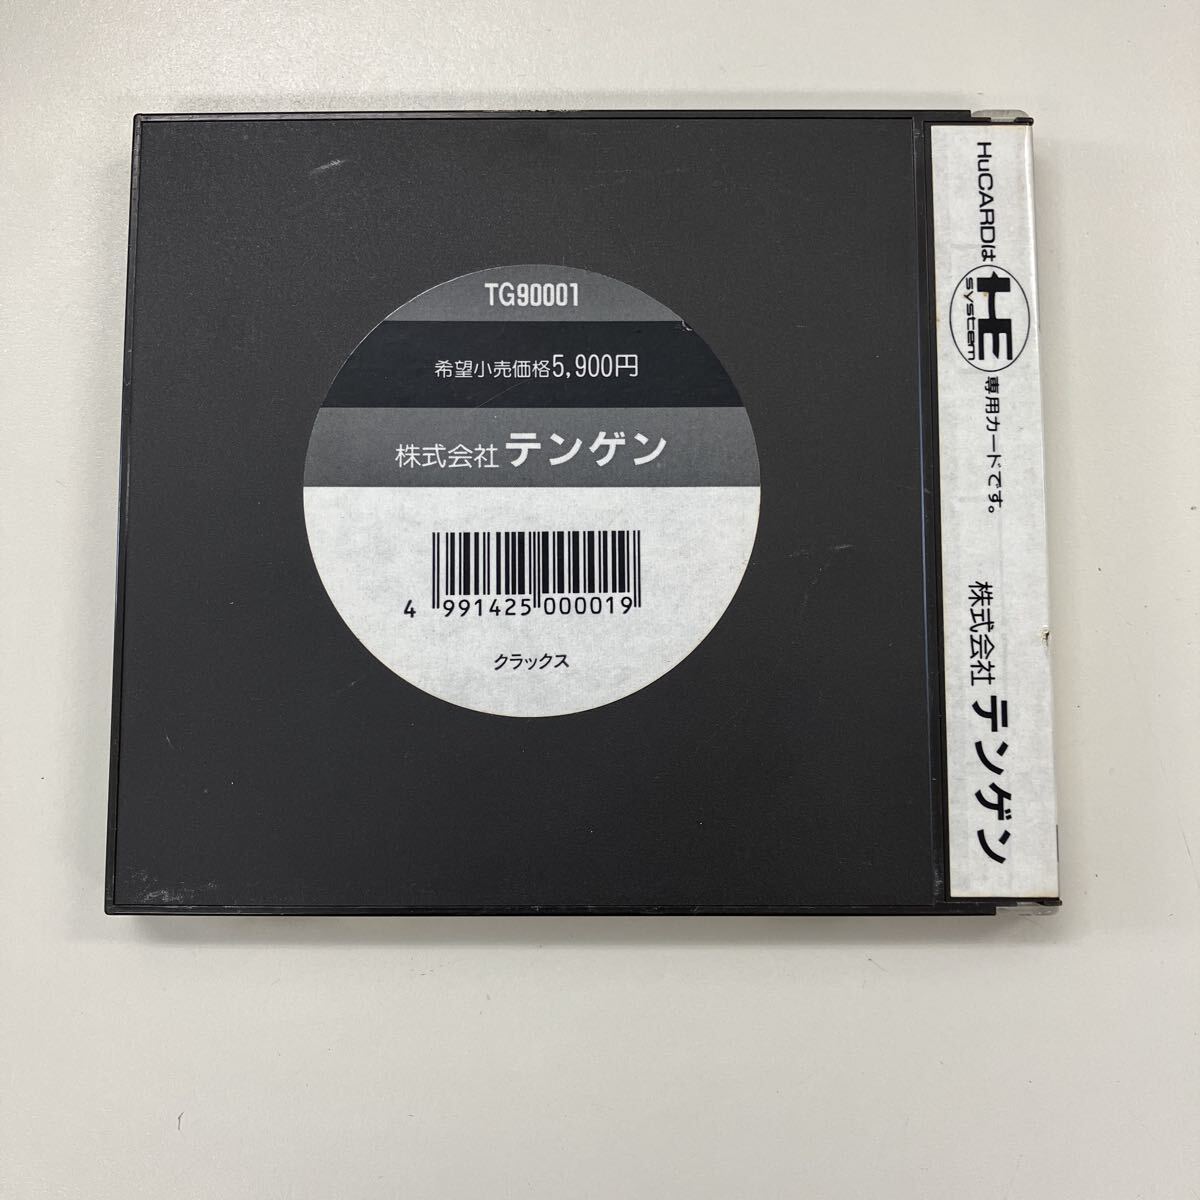 TG90001
希望小売価格5,900円
株式会社 テンゲン
4 991425 000019
クラックス
HuCARDは HE system 専用カードです。
株式会社 テンゲン